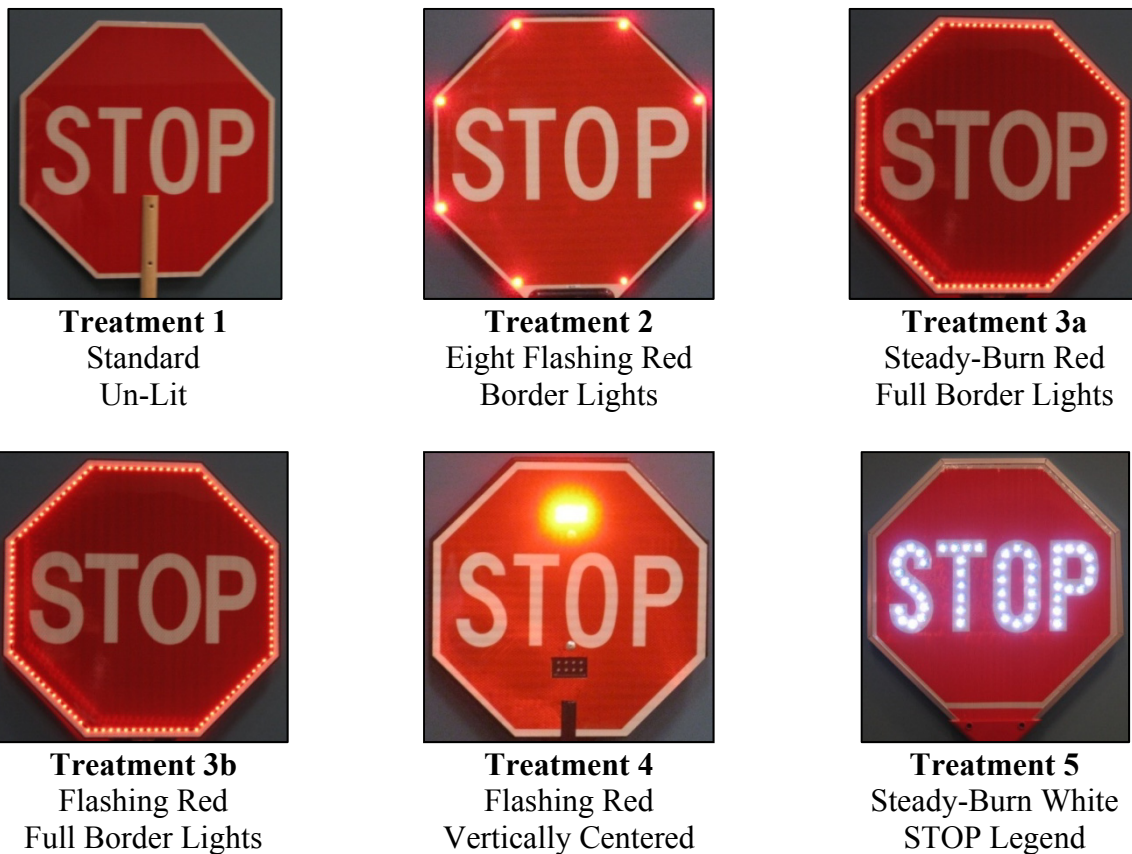 STOP
STOP
STOP
Treatment 1
Standard
Un-Lit
Treatment 2
Eight Flashing Red
Border Lights
Treatment 3a
Steady-Burn Red
Full Border Lights
STOP
STOP
STOP
Treatment 3b
Flashing Red
Full Border Lights
Treatment 4
Flashing Red
Vertically Centered
Treatment 5
Steady-Burn White
STOP Legend